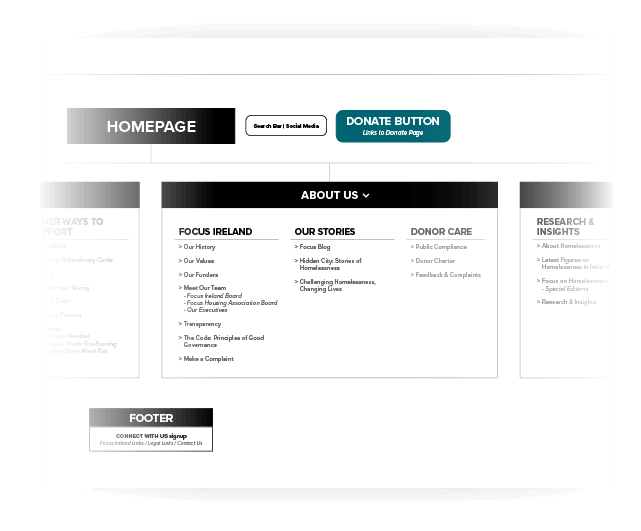 HOMEPAGE
Search Bar | Social Media
DONATE BUTTON
Links to Donate Page
WAYS TO
ABOUT US
FOCUS IRELAND
> Our History
> Our Values
> Our Funders
> Meet Our Team
- Focus Ireland Board
- Focus Housing Association Board
- Our Executives
> Transparency
> The Code: Principles of Good
Governance
> Make a Complaint
OUR STORIES
> Focus Blog
> Hidden City: Stories of
Homelessness
> Challenging Homelessness,
Changing Lives
DONOR CARE
> Public Compliance
> Donor Charter
> Feedback & Complaints
RESEARCH &
INSIGHTS
> About Homelessness
> Latest Figures on
Homelessness in Ireland
> Focus on Homelessness
- Special Editions
> Research & Insights
FOOTER
CONNECT WITH US signup
Focus Ireland Links / Legal Links / Contact Us